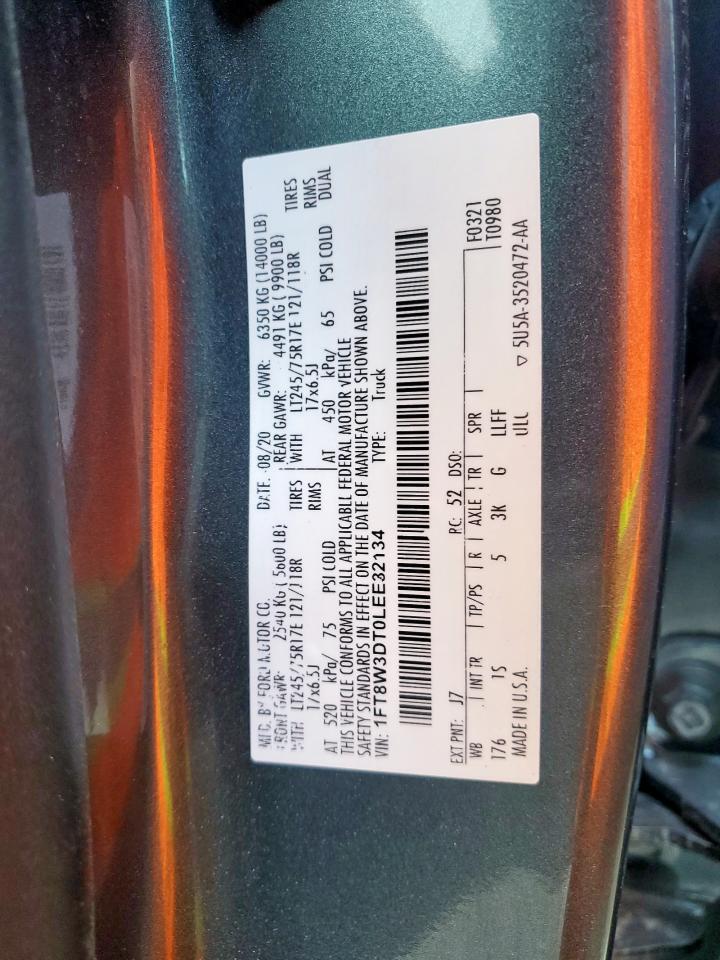 MFD. BY FORD MOTOR CO.
DATE: 08/20 GVWR: 6350 KG (14000 LB)
FRONT GAWR: 2540 KG ( 5600 LB) REAR GAWR: 4491 KG ( 9900 LB)
WITH LT245/75R17E 121/118R TIRES WITH LT245/75R17E 121/118R TIRES
17x6.5J RIMS 17x6.5J RIMS
AT 520 kPa/ 75 PSI COLD AT 450 kPa/ 65 PSI COLD DUAL
THIS VEHICLE CONFORMS TO ALL APPLICABL FEDERAL MOTOR VEHICLE
SAFETY STANDARDS IN EFFECT ON THE DATE OF MANUFACTURE SHOWN ABOVE.
VIN: 1FT8W3DT0LEE32134 TYPE: Truck
EXT PNT: J7 RC: 52 DSO: F0321
WB INT TR TP/PS R AXLE TR SPR T0980
176 1S 5 3K G LLFF
ULL
MADE IN U.S.A. ▽ 5U5A-3520472-AA